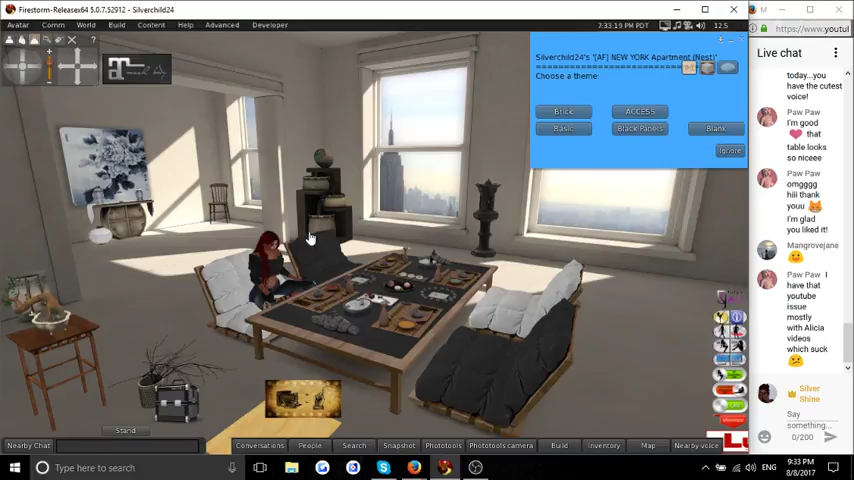 Firestorm-Releasex64 5.0.7.52912 - Silverchild24
Avatar Comm World Build Content Help Advanced Developer
7:33:19 PM PDT
12.5
Silverchild24's '[AF] NEW YORK Apartment (Nest)'
Choose a theme:
Brick ACCESS
Basic Black Panels Blank
Ignore
Stand
Nearby Chat
Conversations People Search Snapshot Phototools Phototools camera Build Inventory Map Nearby voice
Type here to search
ENG
9:33 PM
8/8/2017
https://www.youtul
Live chat
today...you
have the cutest
voice!
Paw Paw
I'm good
❤ that
table looks
so niceee
Paw Paw
omgggg
hiii thank
youu
I'm glad
you liked it!
Mangrovejane
Paw Paw I
have that
youtube
issue
mostly
with Alicia
videos
which suck
Silver
Shine
Say
something...
0/200